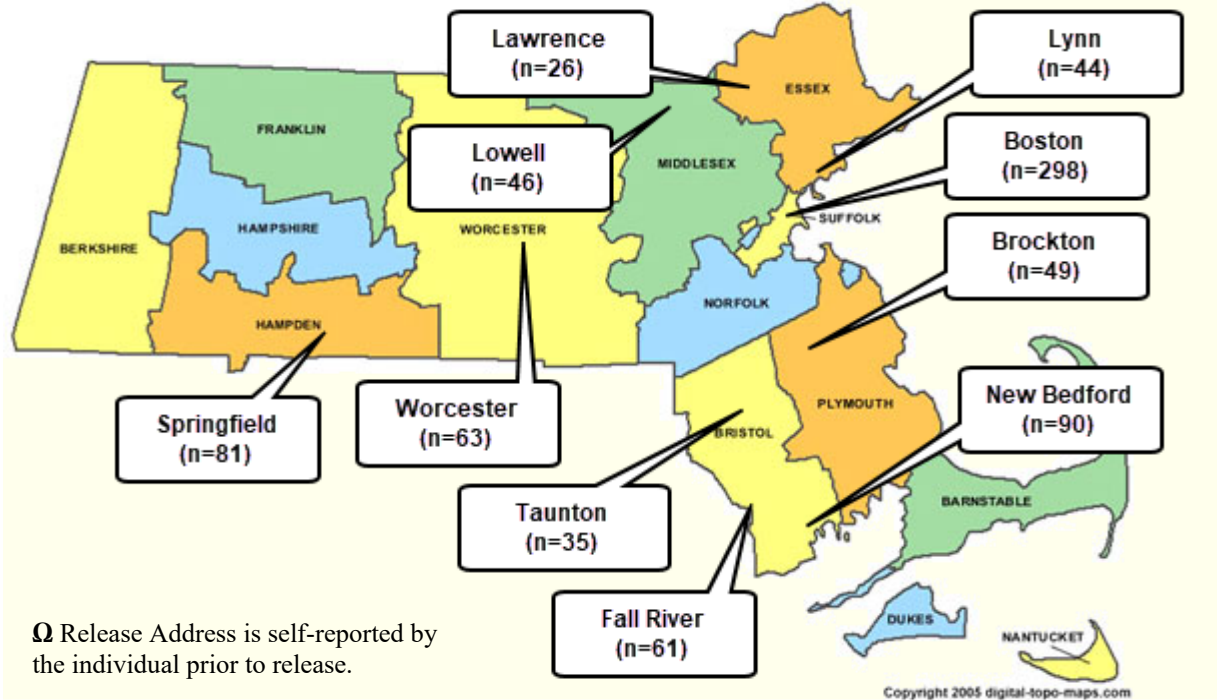 Lawrence
(n=26)
Lynn
(n=44)
ESSEX
FRANKLIN
Lowell
(n=46)
MIDDLESEX
Boston
(n=298)
SUFFOLK
HAMPSHIRE
WORCESTER
BERKSHIRE
Brockton
(n=49)
NORFOLK
HAMPDEN
Springfield
(n=81)
Worcester
(n=63)
PLYMOUTH
New Bedford
(n=90)
BRISTOL
Taunton
(n=35)
BARNSTABLE
Fall River
(n=61)
DUKES
NANTUCKET
Ω Release Address is self-reported by
the individual prior to release.
Copyright 2005 digital-topo-maps.com